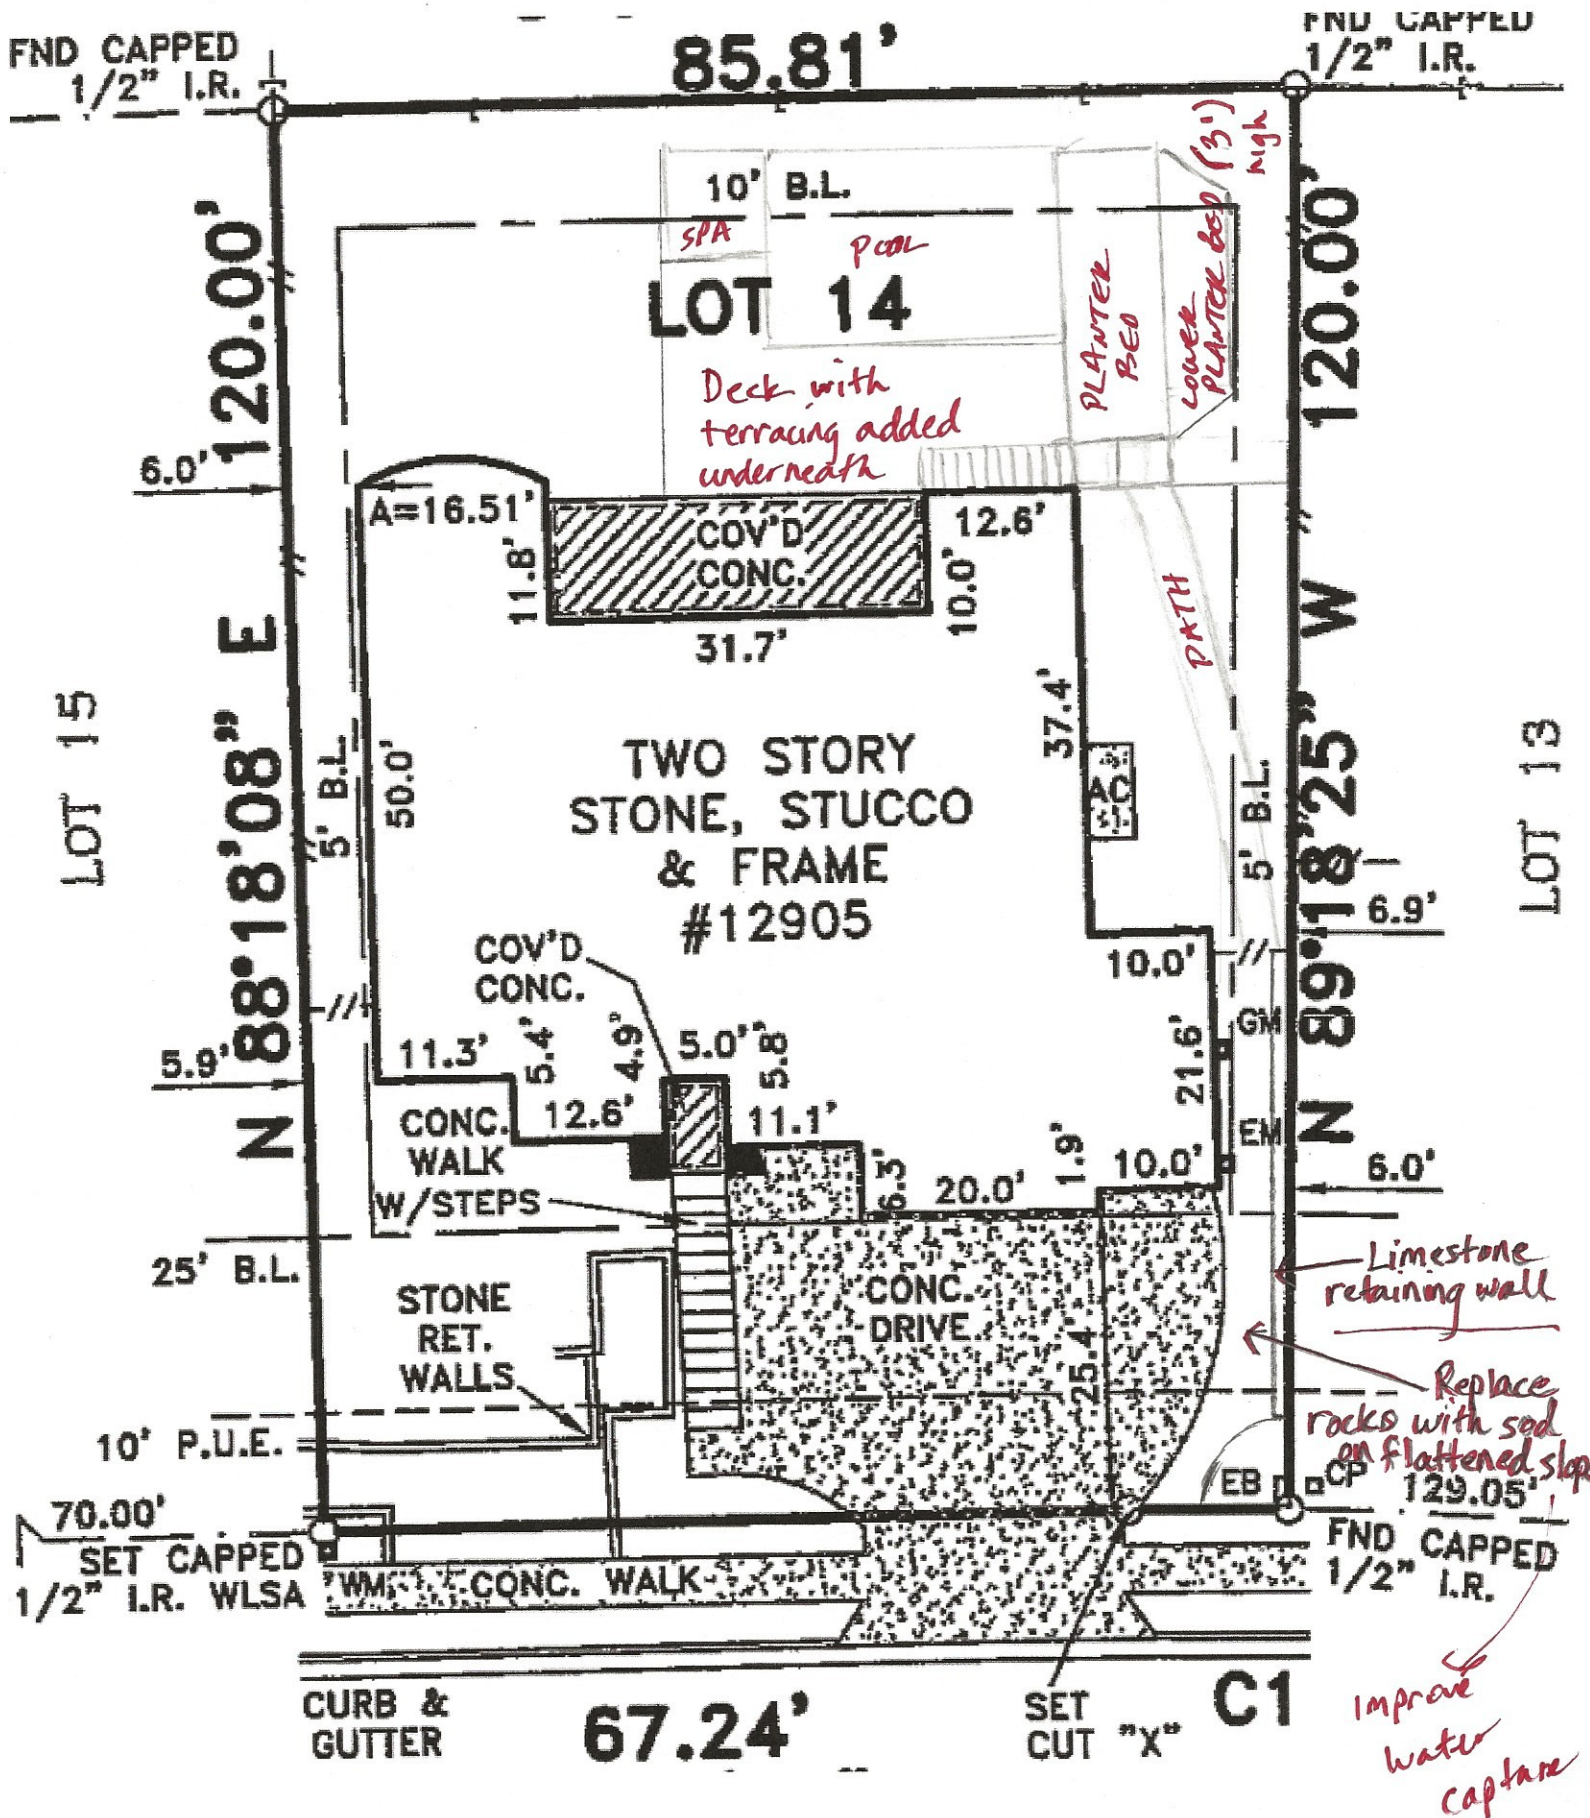 FND CAPPED
1/2" I.R.
85.81'
FND CAPPED
1/2" I.R.
(3')
high
10' B.L.
SPA
POOL
LOT 14
PLANTER
BED
LOWER
PLANTER BED
Deck with
terracing added
underneath
120.00'
120.00'
6.0'
A=16.51'
COV'D
CONC.
12.6'
11.8'
10.0'
31.7'
PATH
LOT 15
N 88°18'08" E
5' B.L.
50.0'
TWO STORY
STONE, STUCCO
& FRAME
#12905
37.4'
AC
5' B.L.
N 89°18'25" W
LOT 13
6.9'
COV'D
CONC.
10.0'
GM
5.9'
11.3'
5.4'
4.9'
5.0'
5.8'
21.6'
EM
12.6'
11.1'
CONC.
WALK
W/STEPS
6.3'
20.0'
1.9'
10.0'
6.0'
25' B.L.
STONE
RET.
WALLS
CONC.
DRIVE
25.4'
Limestone
retaining wall
Replace
rocks with sod
on flattened slope
10' P.U.E.
EB
CP
129.05'
70.00'
SET CAPPED
1/2" I.R. WLSA
WM
CONC. WALK
FND CAPPED
1/2" I.R.
CURB &
GUTTER
67.24'
SET
CUT "X"
C1
Improve
water
capture